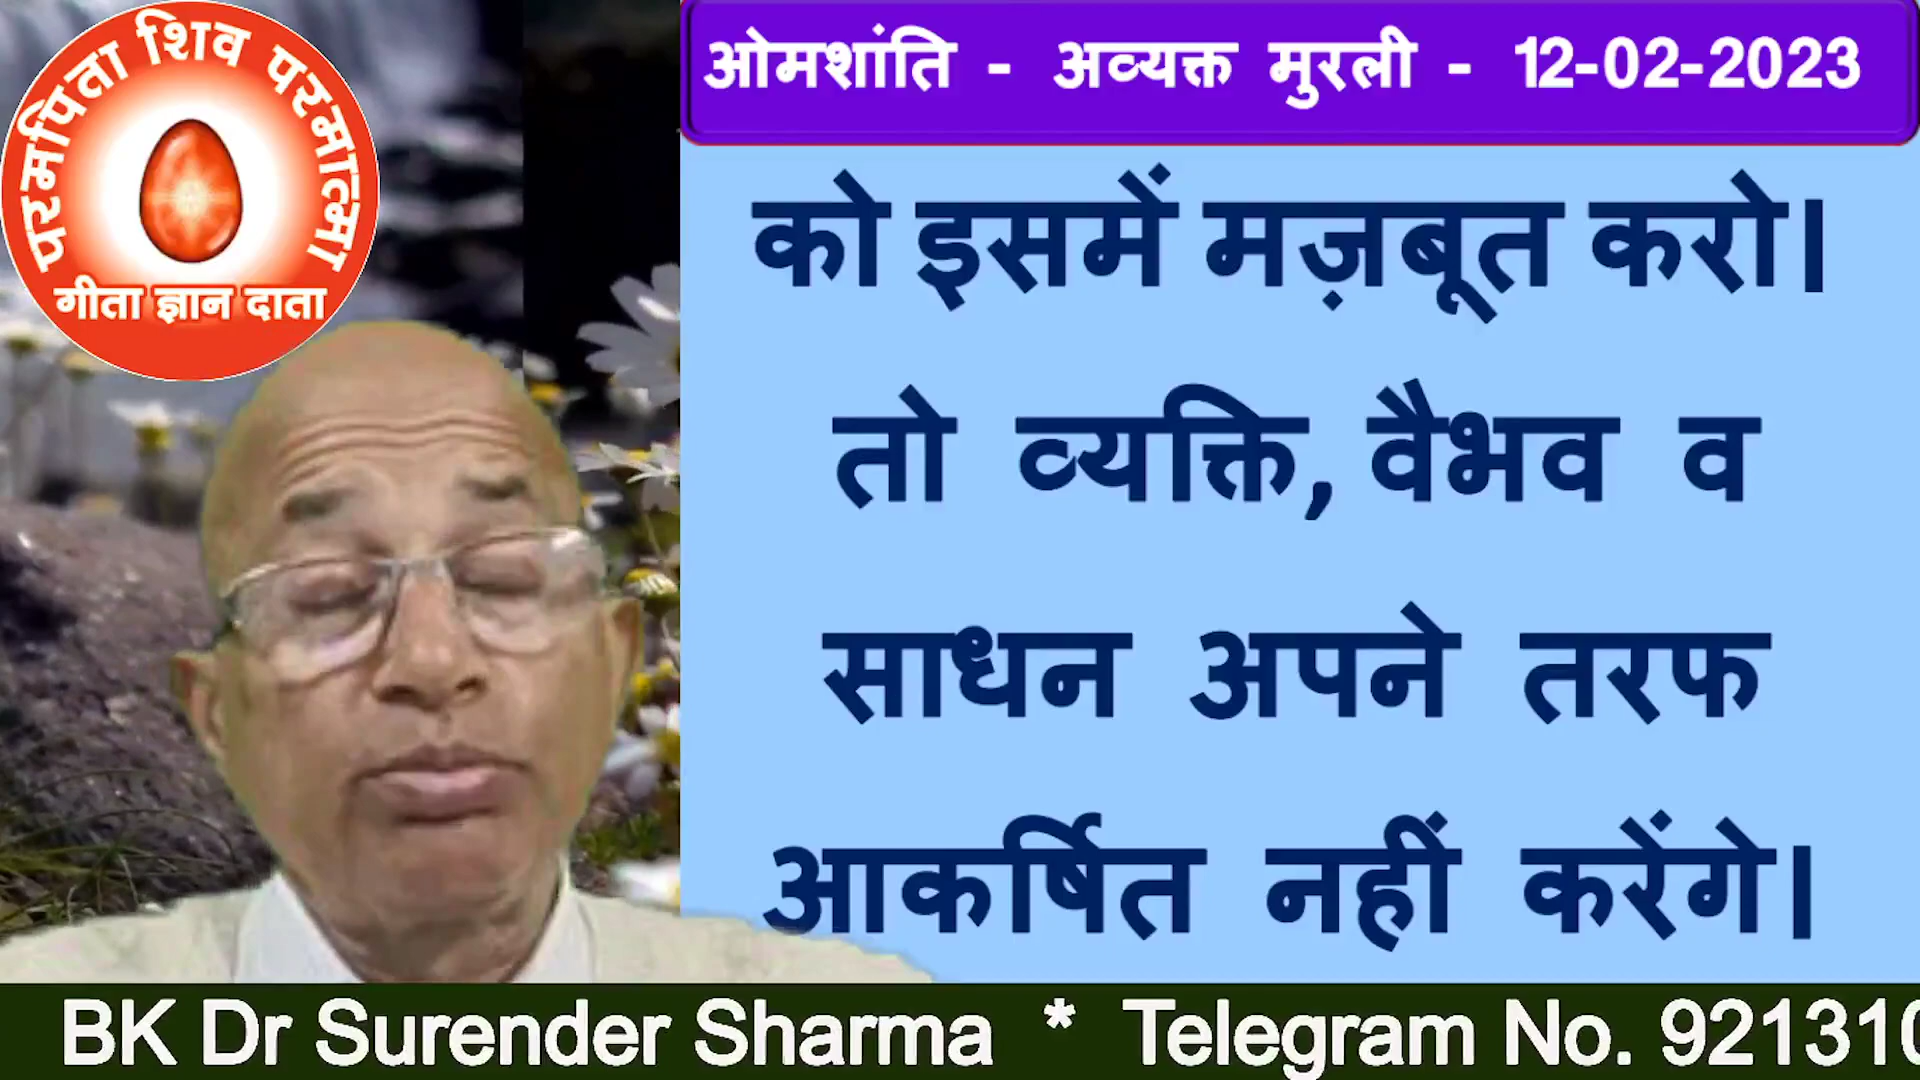 परमपिता शिव परमात्मा
गीता ज्ञान दाता
ओमशांति - अव्यक्त मुरली - 12-02-2023
को इसमें मज़बूत करो।
तो व्यक्ति, वैभव व
साधन अपने तरफ
आकर्षित नहीं करेंगे।
BK Dr Surender Sharma * Telegram No. 921310